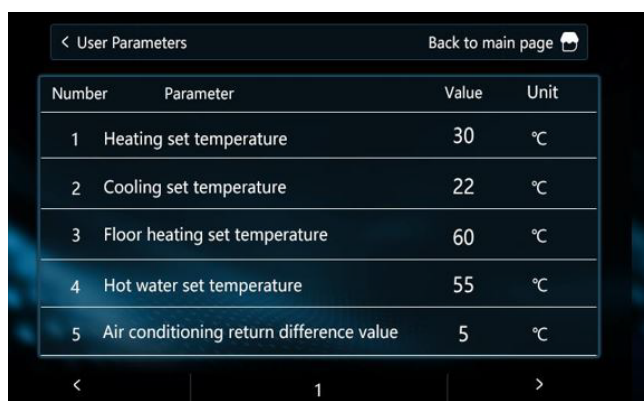 < User Parameters Back to main page
Number Parameter Value Unit
1 Heating set temperature 30 ℃
2 Cooling set temperature 22 ℃
3 Floor heating set temperature 60 ℃
4 Hot water set temperature 55 ℃
5 Air conditioning return difference value 5 ℃
< 1 >